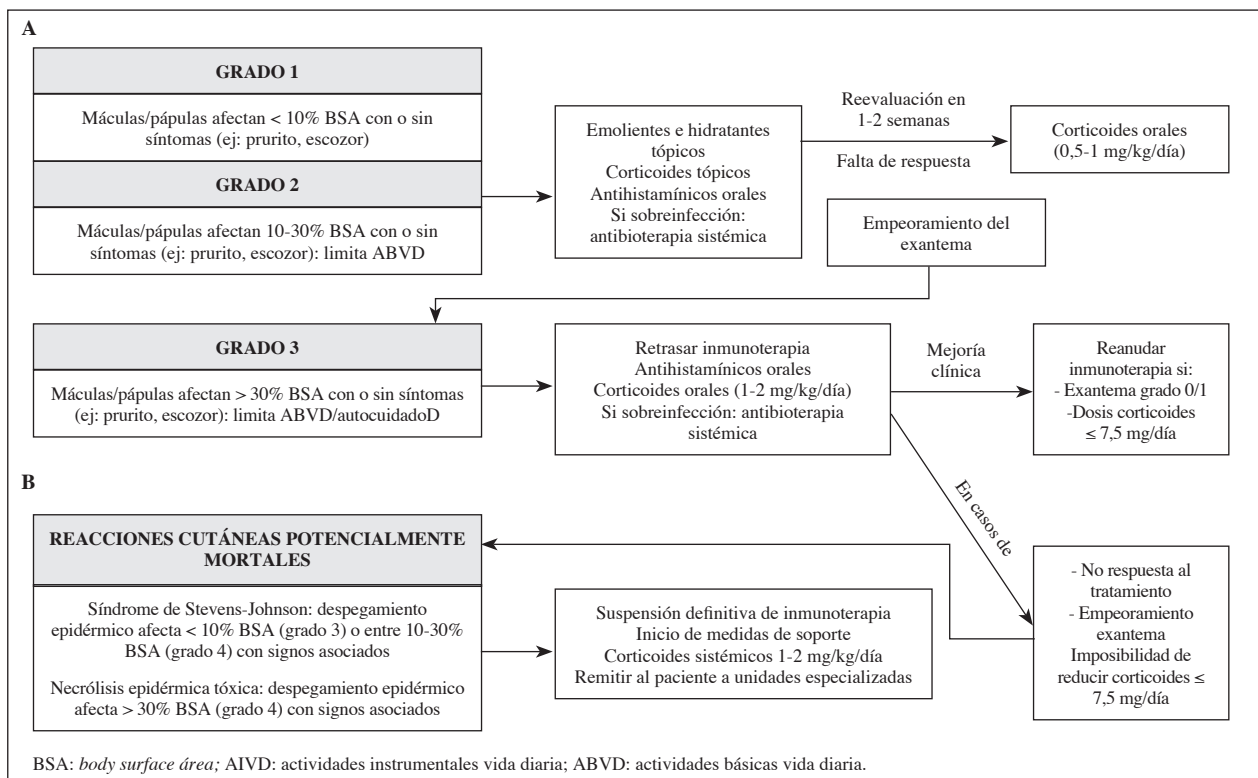 A
GRADO 1
Máculas/pápulas afectan < 10% BSA con o sin
síntomas (ej: prurito, escozor)
GRADO 2
Máculas/pápulas afectan 10-30% BSA con o sin
síntomas (ej: prurito, escozor): limita ABVD
Emolientes e hidratantes
tópicos
Corticoides tópicos
Antihistamínicos orales
Si sobreinfección:
antibioterapia sistémica
Reevaluación en
1-2 semanas
Falta de respuesta
Corticoides orales
(0,5-1 mg/kg/día)
Empeoramiento del
exantema
GRADO 3
Máculas/pápulas afectan > 30% BSA con o sin síntomas
(ej: prurito, escozor): limita ABVD/autocuidadoD
Retrasar inmunoterapia
Antihistamínicos orales
Corticoides orales (1-2 mg/kg/día)
Si sobreinfección: antibioterapia
sistémica
Mejoría
clínica
Reanudar
inmunoterapia si:
- Exantema grado 0/1
-Dosis corticoides
≤ 7,5 mg/día
En casos de
- No respuesta al
tratamiento
- Empeoramiento
exantema
Imposibilidad de
reducir corticoides ≤
7,5 mg/día
B
REACCIONES CUTÁNEAS POTENCIALMENTE
MORTALES
Síndrome de Stevens-Johnson: despegamiento
epidérmico afecta < 10% BSA (grado 3) o entre 10-30%
BSA (grado 4) con signos asociados
Necrólisis epidérmica tóxica: despegamiento epidérmico
afecta > 30% BSA (grado 4) con signos asociados
Suspensión definitiva de inmunoterapia
Inicio de medidas de soporte
Corticoides sistémicos 1-2 mg/kg/día
Remitir al paciente a unidades especializadas
BSA: body surface área; AIVD: actividades instrumentales vida diaria; ABVD: actividades básicas vida diaria.